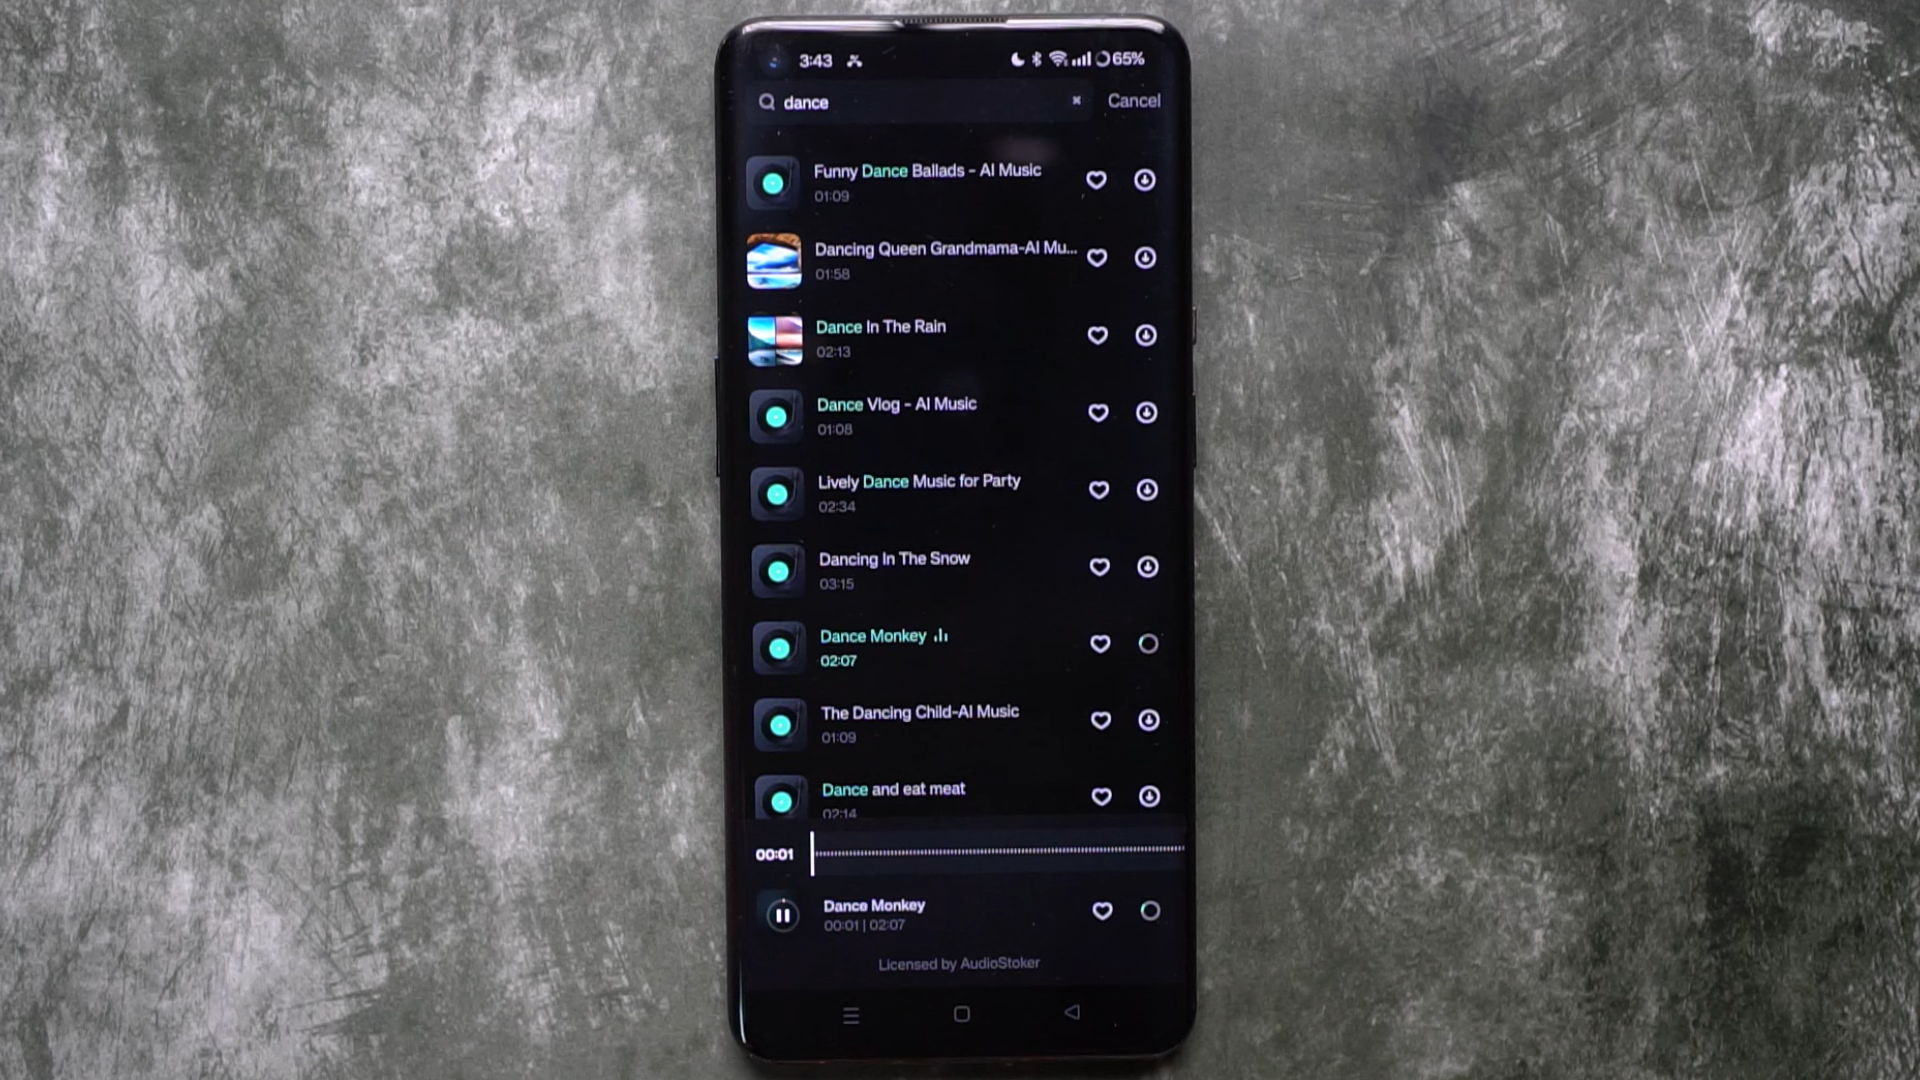 3:43
65%
dance
Cancel
Funny Dance Ballads - AI Music
01:09
Dancing Queen Grandmama-AI Mu...
01:58
Dance In The Rain
02:13
Dance Vlog - AI Music
01:08
Lively Dance Music for Party
02:34
Dancing In The Snow
03:15
Dance Monkey
02:07
The Dancing Child-AI Music
01:09
Dance and eat meat
02:14
00:01
Dance Monkey
00:01 | 02:07
Licensed by AudioStoker